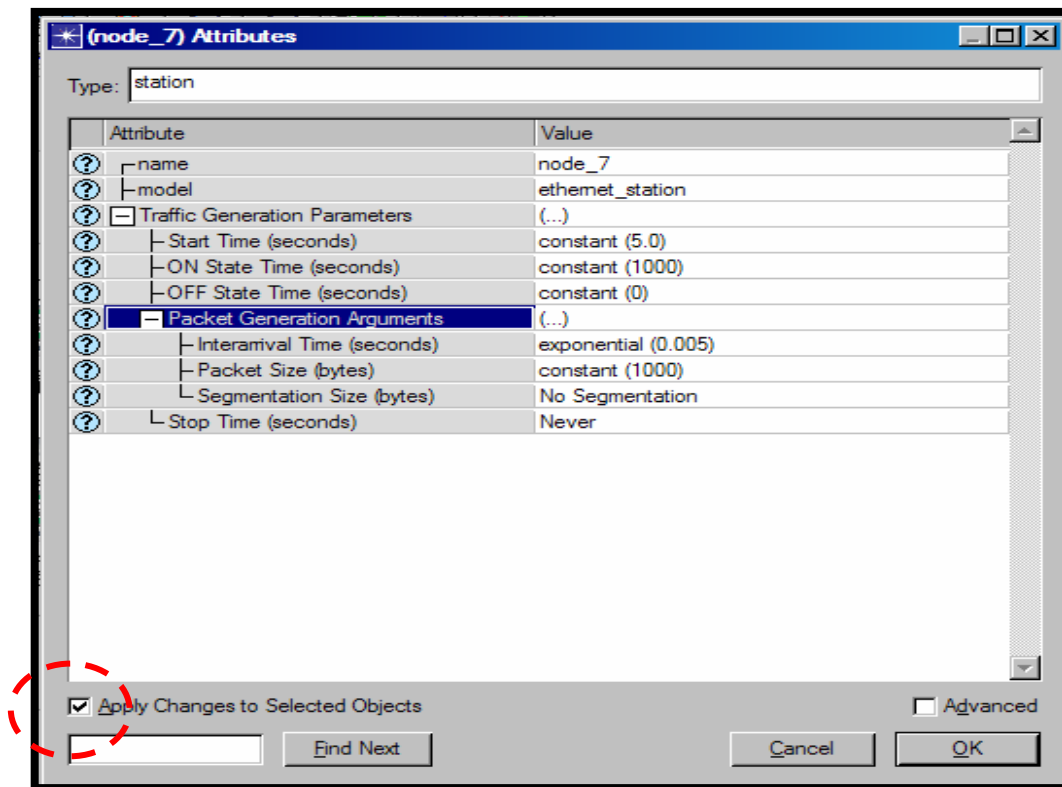 (node_7) Attributes
Type: station
Attribute Value
name node_7
model ethernet_station
Traffic Generation Parameters (...)
Start Time (seconds) constant (5.0)
ON State Time (seconds) constant (1000)
OFF State Time (seconds) constant (0)
Packet Generation Arguments (...)
Interarrival Time (seconds) exponential (0.005)
Packet Size (bytes) constant (1000)
Segmentation Size (bytes) No Segmentation
Stop Time (seconds) Never
Apply Changes to Selected Objects Advanced
Find Next Cancel OK